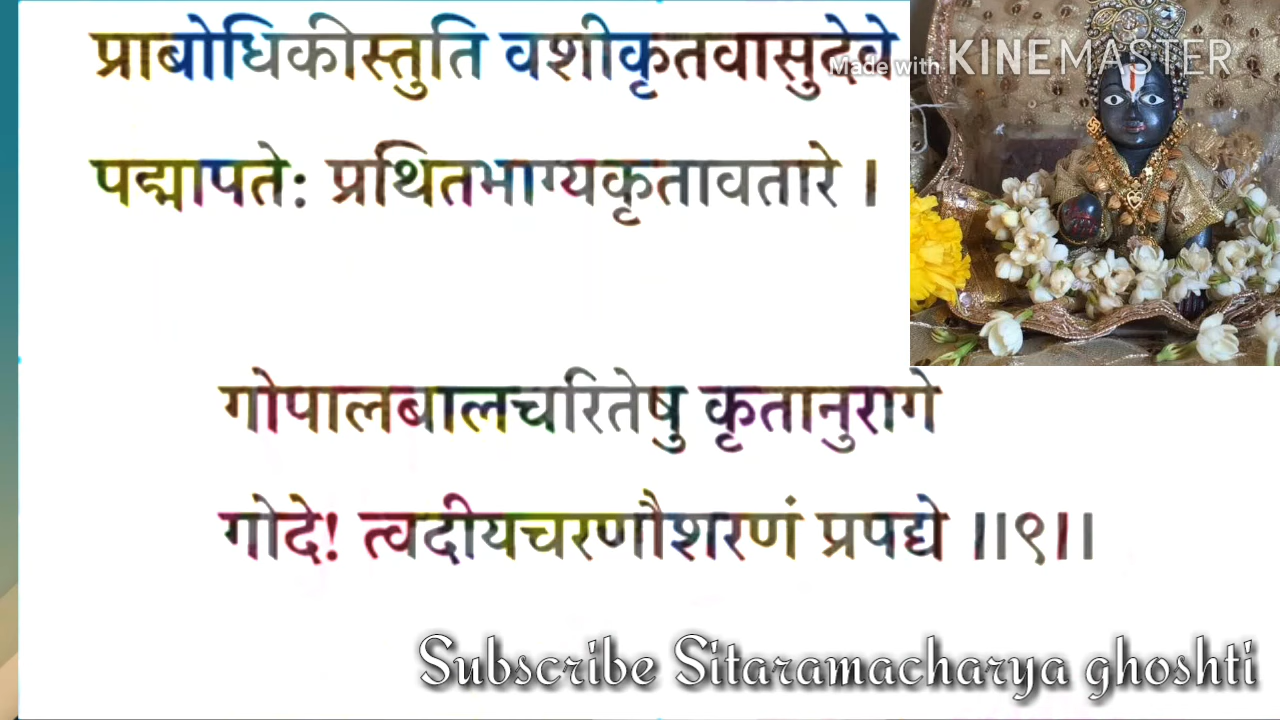 प्राबोधिकीस्तुति वशीकृतवासुदेवे
Made with KINEMASTER
पद्मापते: प्रथितभाग्यकृतावतारे ।
गोपालबालचरितेषु कृतानुरागे
गोदे! त्वदीयचरणौशरणं प्रपद्ये ।।९।।
Subscribe Sitaramacharya ghoshti